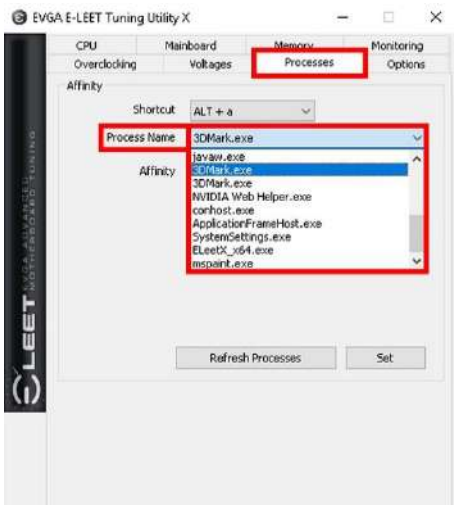 EVGA E-LEET Tuning Utility X
CPU Mainboard Memory Monitoring
Overclocking Voltages Processes Options
Affinity
Shortcut ALT + a
Process Name 3DMark.exe
javaw.exe
3DMark.exe
Affinity 3DMark.exe
NVIDIA Web Helper.exe
conhost.exe
ApplicationFrameHost.exe
SystemSettings.exe
ELeetX_x64.exe
mspaint.exe
Refresh Processes Set
E-LEET EVGA ADVANCED
MOTHERBOARD TUNING